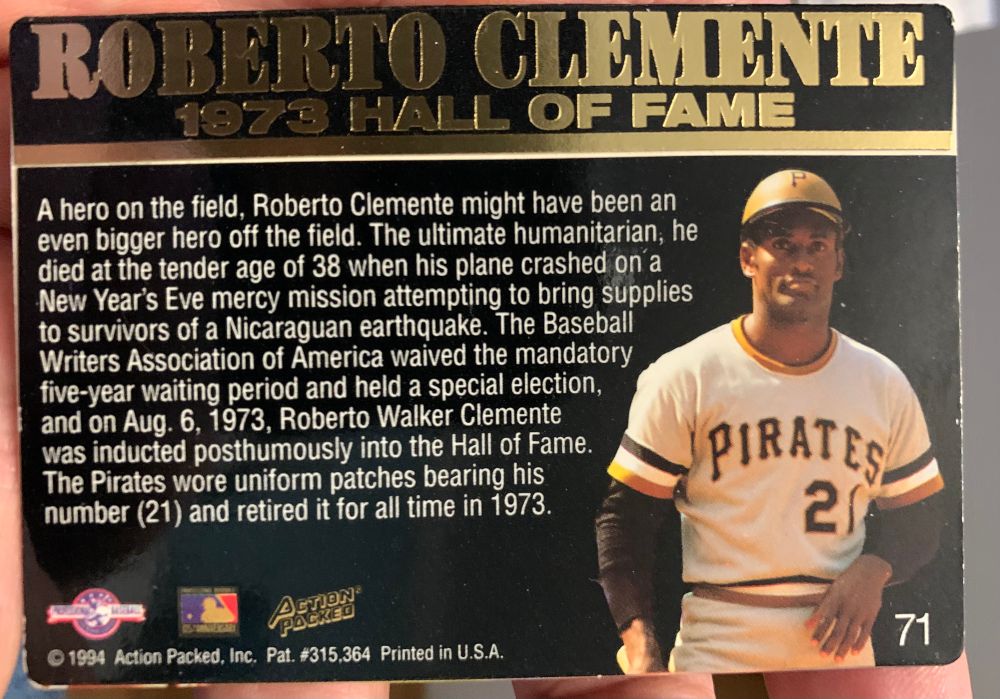 ROBERTO CLEMENTE
1973 HALL OF FAME
A hero on the field, Roberto Clemente might have been an
even bigger hero off the field. The ultimate humanitarian, he
died at the tender age of 38 when his plane crashed on a
New Year's Eve mercy mission attempting to bring supplies
to survivors of a Nicaraguan earthquake. The Baseball
Writers Association of America waived the mandatory
five-year waiting period and held a special election,
and on Aug. 6, 1973, Roberto Walker Clemente
was inducted posthumously into the Hall of Fame.
The Pirates wore uniform patches bearing his
number (21) and retired it for all time in 1973.
P
PIRATES
21
ACTION
PACKED
71
© 1994 Action Packed, Inc. Pat. #315,364 Printed in U.S.A.